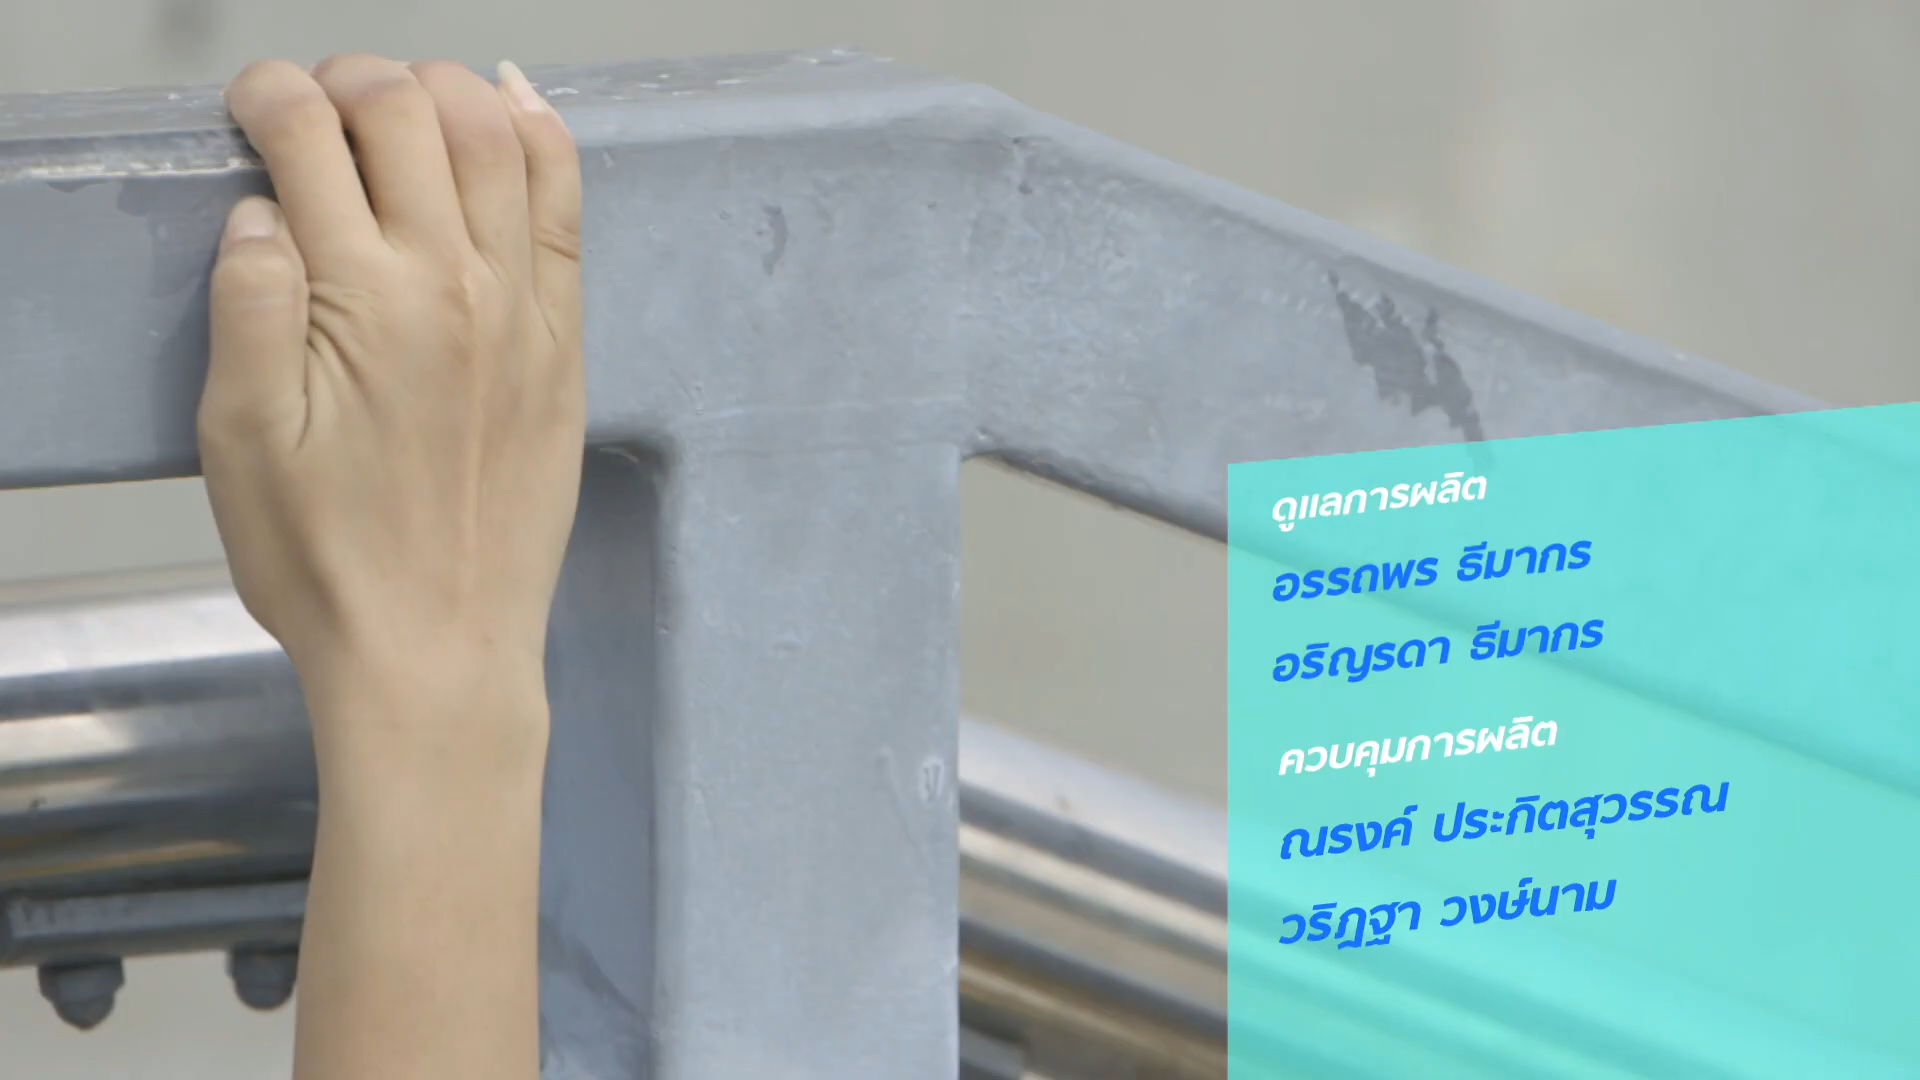 ดูแลการผลิต
อรรถพร ธีมากร
อริญรดา ธีมากร
ควบคุมการผลิต
ณรงค์ ประกิตสุวรรณ
วริฏฐา วงษ์นาม